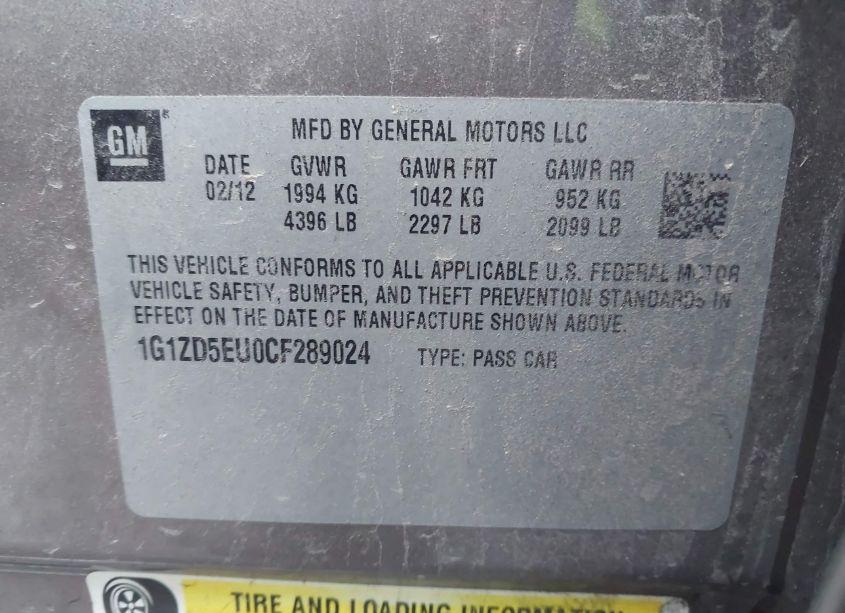 GM
MFD BY GENERAL MOTORS LLC
DATE GVWR GAWR FRT GAWR RR
02/12 1994 KG 1042 KG 952 KG
4396 LB 2297 LB 2099 LB
THIS VEHICLE CONFORMS TO ALL APPLICABLE U.S. FEDERAL MOTOR
VEHICLE SAFETY, BUMPER, AND THEFT PREVENTION STANDARDS IN
EFFECT ON THE DATE OF MANUFACTURE SHOWN ABOVE.
1G1ZD5EU0CF289024 TYPE: PASS CAR
TIRE AND LOADING INFORMATION